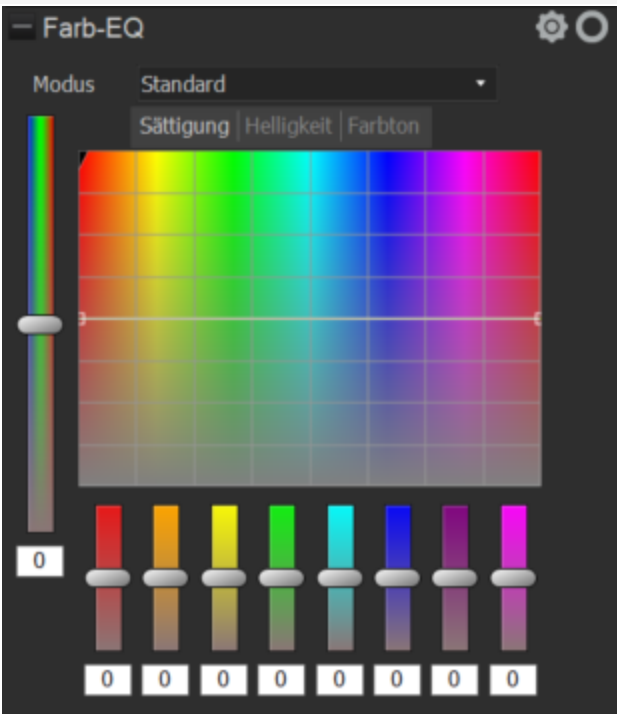 Farb-EQ
Modus Standard
Sättigung Helligkeit Farbton
0
0 0 0 0 0 0 0 0